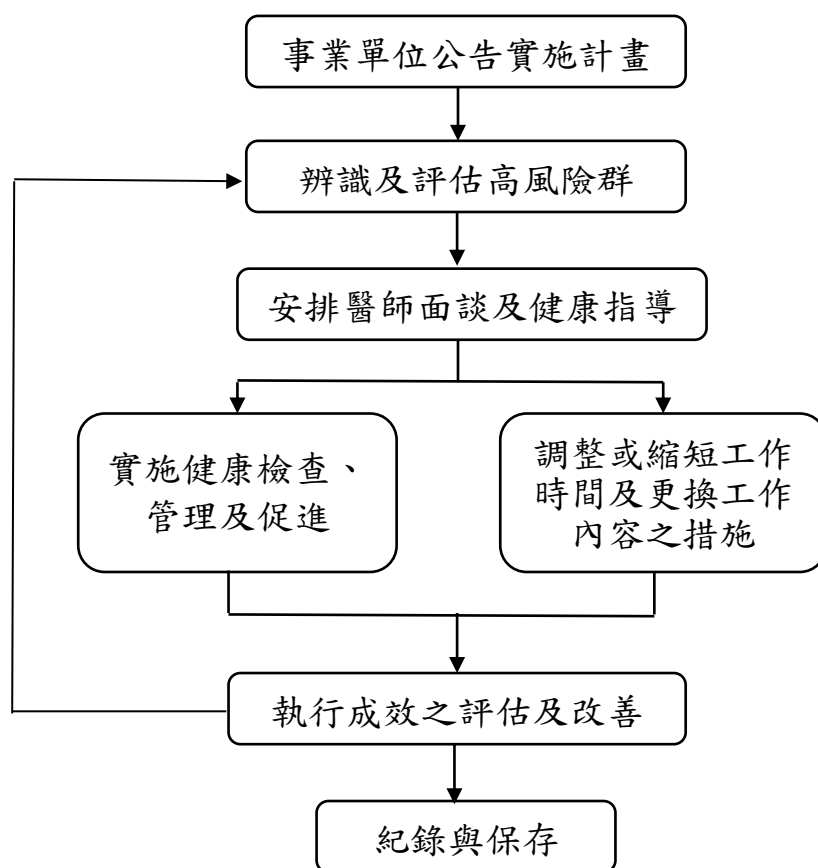 事業單位公告實施計畫
辨識及評估高風險群
安排醫師面談及健康指導
實施健康檢查、
管理及促進
調整或縮短工作
時間及更換工作
內容之措施
執行成效之評估及改善
紀錄與保存